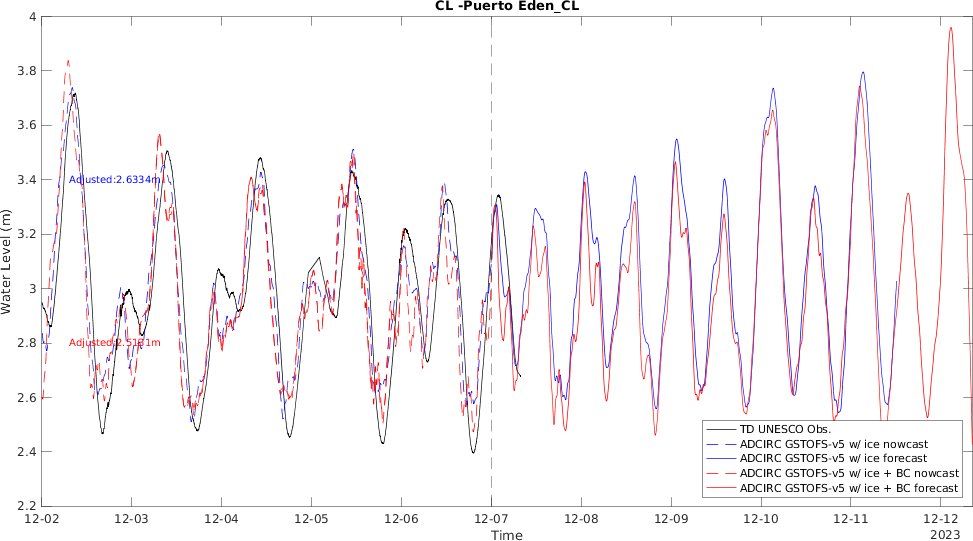 CL -Puerto Eden_CL
4
3.8
3.6
3.4
3.2
3
2.8
2.6
2.4
2.2
Water Level (m)
Adjusted:2.6334m
TD UNESCO Obs.
ADCIRC GSTOFS-v5 w/ ice nowcast
ADCIRC GSTOFS-v5 w/ ice forecast
ADCIRC GSTOFS-v5 w/ ice + BC nowcast
ADCIRC GSTOFS-v5 w/ ice + BC forecast
12-02 12-03 12-04 12-05 12-06 12-07 12-08 12-09 12-10 12-11 12-12
Time
2023